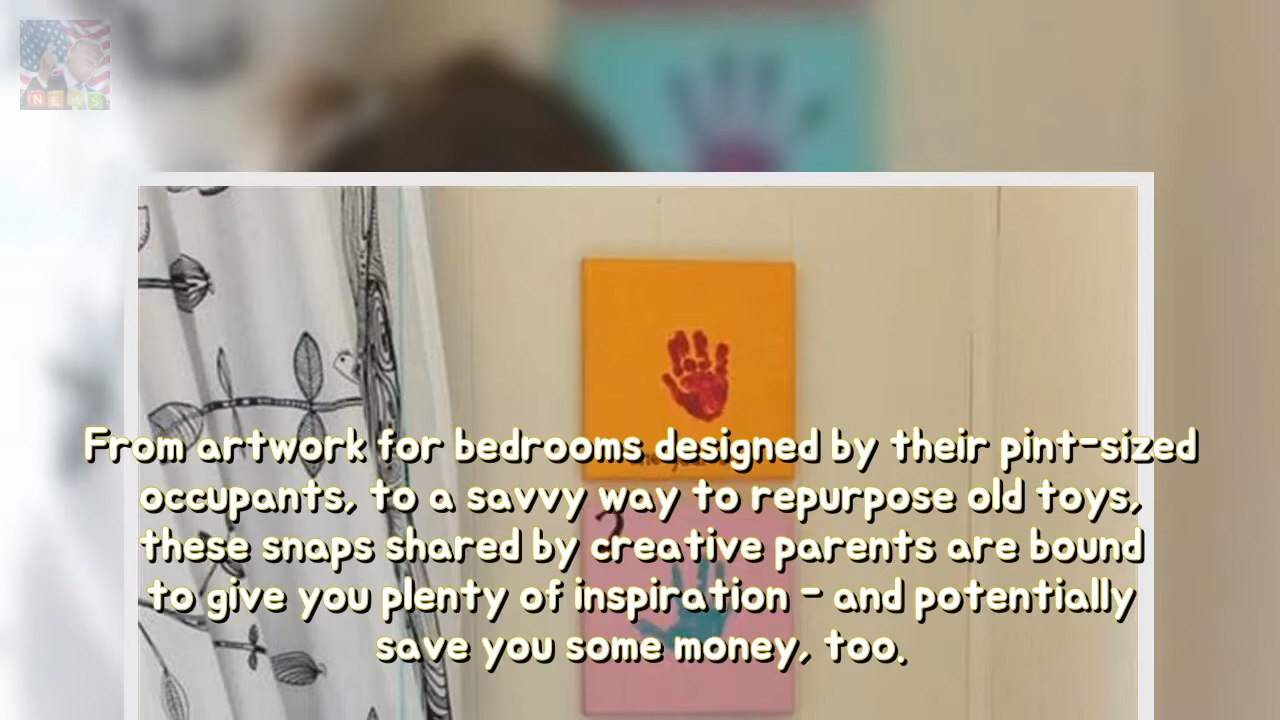 NEWS
From artwork for bedrooms designed by their pint-sized
occupants, to a savvy way to repurpose old toys,
these snaps shared by creative parents are bound
to give you plenty of inspiration - and potentially
save you some money, too.